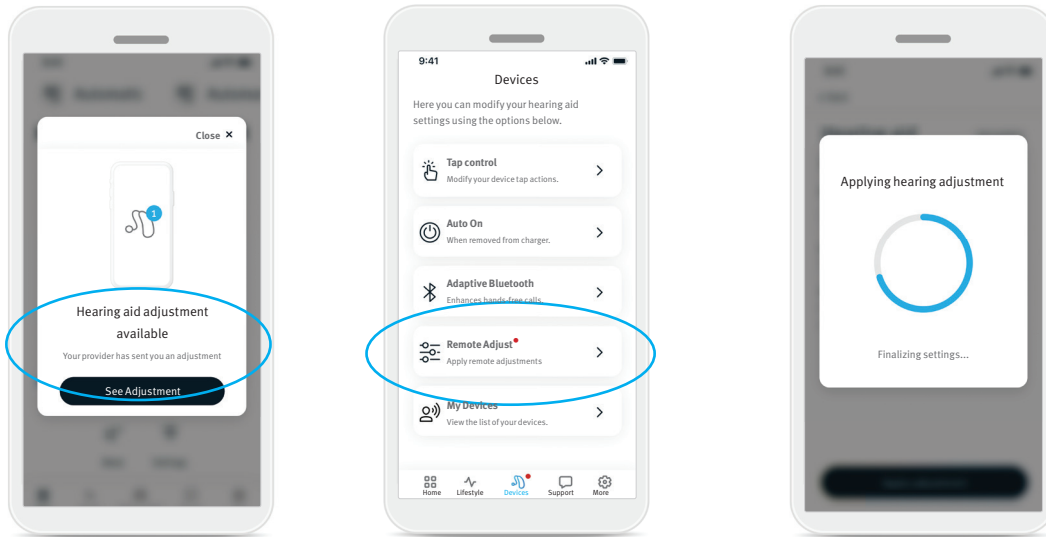 Close ×
1
Hearing aid adjustment
available
Your provider has sent you an adjustment
See Adjustment
9:41
Devices
Here you can modify your hearing aid
settings using the options below.
Tap control
Modify your device tap actions.
Auto On
When removed from charger.
Adaptive Bluetooth
Enhances hands-free calls.
Remote Adjust
Apply remote adjustments
My Devices
View the list of your devices.
Home Lifestyle Devices Support More
Applying hearing adjustment
Finalizing settings...